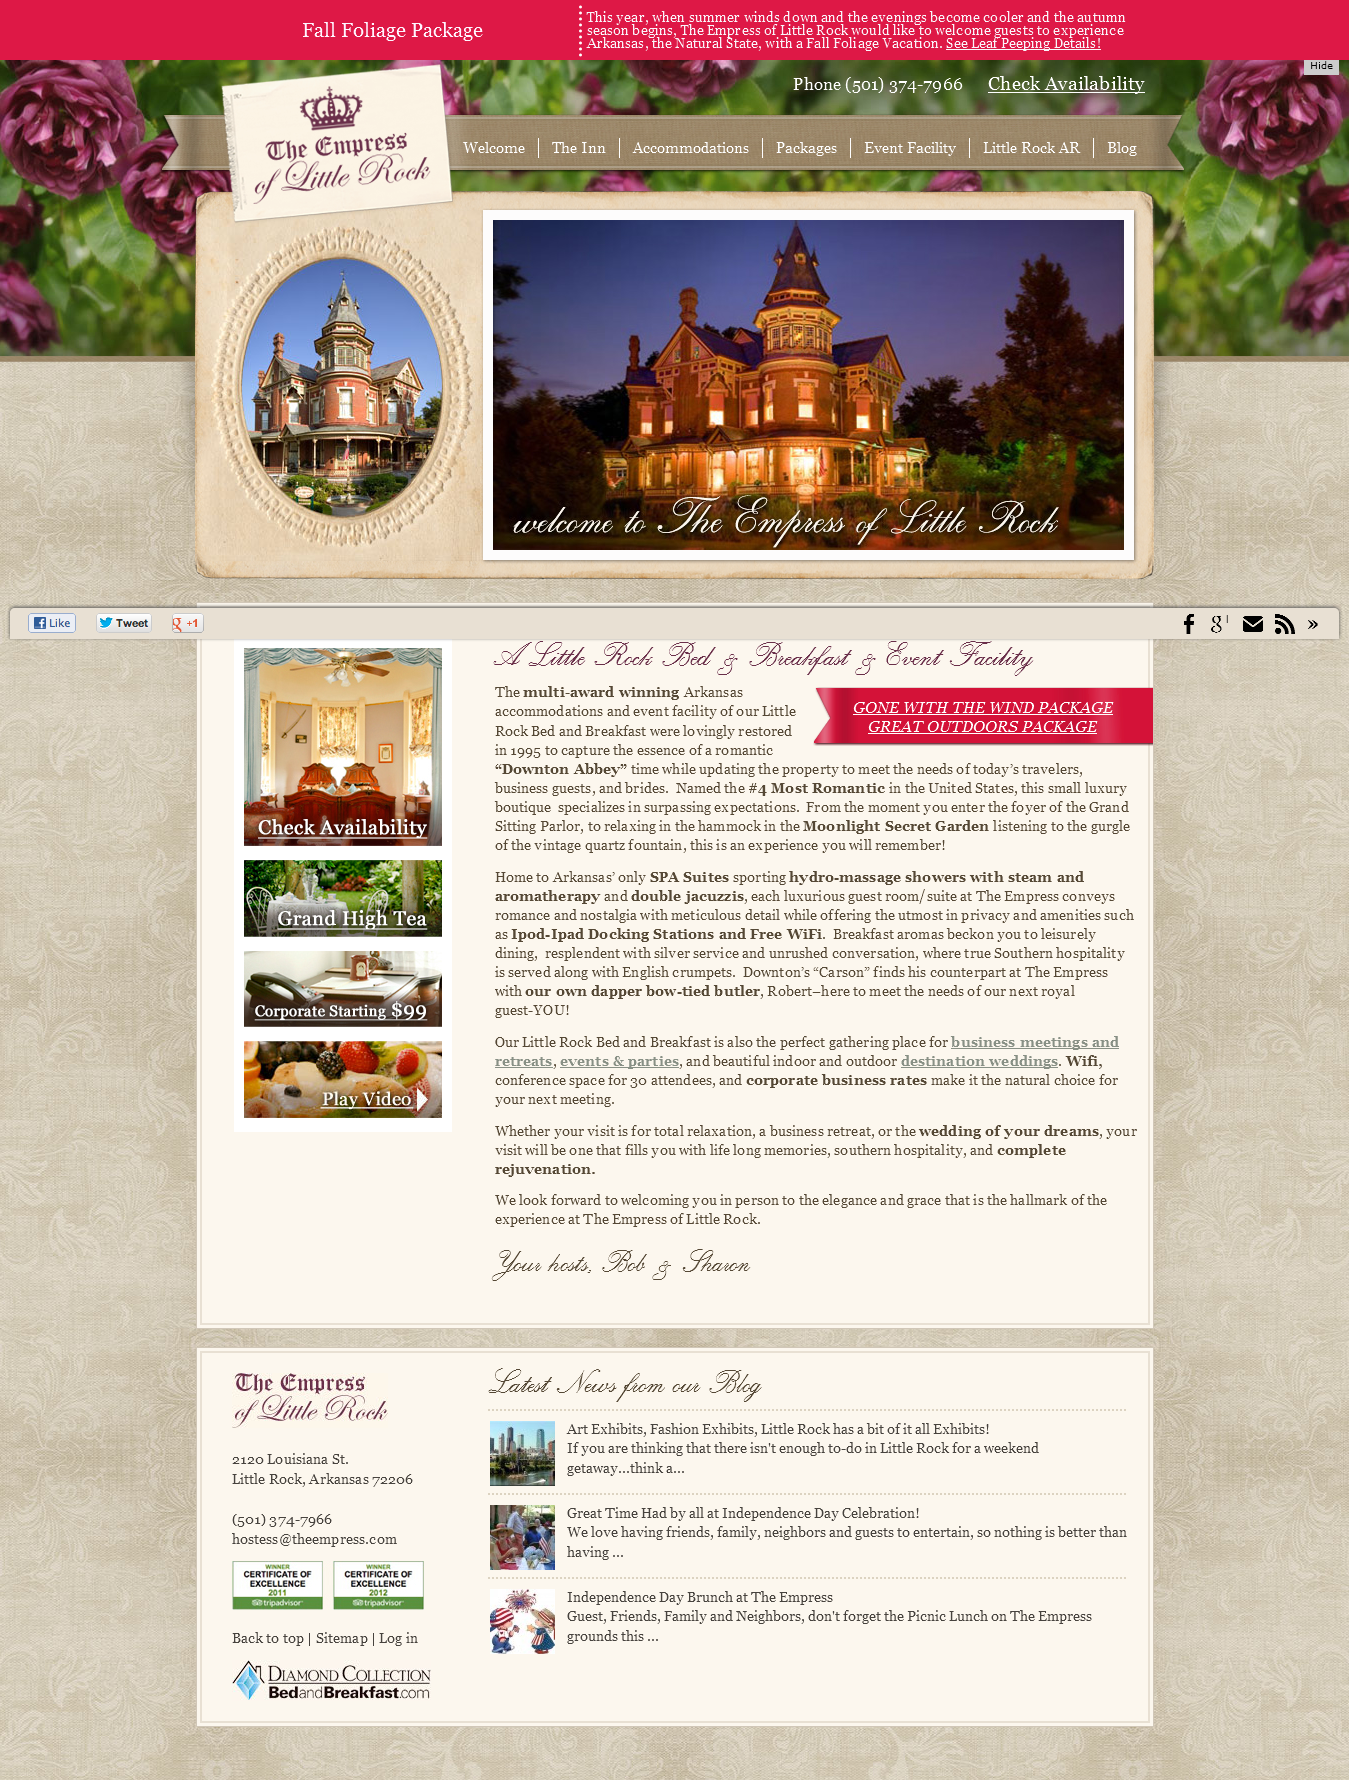 Fall Foliage Package
This year, when summer winds down and the evenings become cooler and the autumn
season begins, The Empress of Little Rock would like to welcome guests to experience
Arkansas, the Natural State, with a Fall Foliage Vacation. See Leaf Peeping Details!
Hide
Phone (501) 374-7966 Check Availability
The Empress
of Little Rock
Welcome
The Inn
Accommodations
Packages
Event Facility
Little Rock AR
Blog
welcome to The Empress of Little Rock
Like
Tweet
+1
A Little Rock Bed & Breakfast & Event Facility
Check Availability
Grand High Tea
Corporate Starting $99
Play Video
GONE WITH THE WIND PACKAGE
GREAT OUTDOORS PACKAGE
The multi-award winning Arkansas
accommodations and event facility of our Little
Rock Bed and Breakfast were lovingly restored
in 1995 to capture the essence of a romantic
“Downton Abbey” time while updating the property to meet the needs of today’s travelers,
business guests, and brides. Named the #4 Most Romantic in the United States, this small luxury
boutique specializes in surpassing expectations. From the moment you enter the foyer of the Grand
Sitting Parlor, to relaxing in the hammock in the Moonlight Secret Garden listening to the gurgle
of the vintage quartz fountain, this is an experience you will remember!
Home to Arkansas’ only SPA Suites sporting hydro-massage showers with steam and
aromatherapy and double jacuzzis, each luxurious guest room/suite at The Empress conveys
romance and nostalgia with meticulous detail while offering the utmost in privacy and amenities such
as Ipod-Ipad Docking Stations and Free WiFi. Breakfast aromas beckon you to leisurely
dining, resplendent with silver service and unrushed conversation, where true Southern hospitality
is served along with English crumpets. Downton’s “Carson” finds his counterpart at The Empress
with our own dapper bow-tied butler, Robert–here to meet the needs of our next royal
guest-YOU!
Our Little Rock Bed and Breakfast is also the perfect gathering place for business meetings and
retreats, events & parties, and beautiful indoor and outdoor destination weddings. Wifi,
conference space for 30 attendees, and corporate business rates make it the natural choice for
your next meeting.
Whether your visit is for total relaxation, a business retreat, or the wedding of your dreams, your
visit will be one that fills you with life long memories, southern hospitality, and complete
rejuvenation.
We look forward to welcoming you in person to the elegance and grace that is the hallmark of the
experience at The Empress of Little Rock.
Your hosts, Bob & Sharon
The Empress
of Little Rock
2120 Louisiana St.
Little Rock, Arkansas 72206
(501) 374-7966
hostess@theempress.com
WINNER
CERTIFICATE OF
EXCELLENCE
2011
tripadvisor
WINNER
CERTIFICATE OF
EXCELLENCE
2012
tripadvisor
Back to top | Sitemap | Log in
DIAMOND COLLECTION
BedandBreakfast.com
Latest News from our Blog
Art Exhibits, Fashion Exhibits, Little Rock has a bit of it all Exhibits!
If you are thinking that there isn't enough to-do in Little Rock for a weekend
getaway...think a...
Great Time Had by all at Independence Day Celebration!
We love having friends, family, neighbors and guests to entertain, so nothing is better than
having ...
Independence Day Brunch at The Empress
Guest, Friends, Family and Neighbors, don't forget the Picnic Lunch on The Empress
grounds this ...